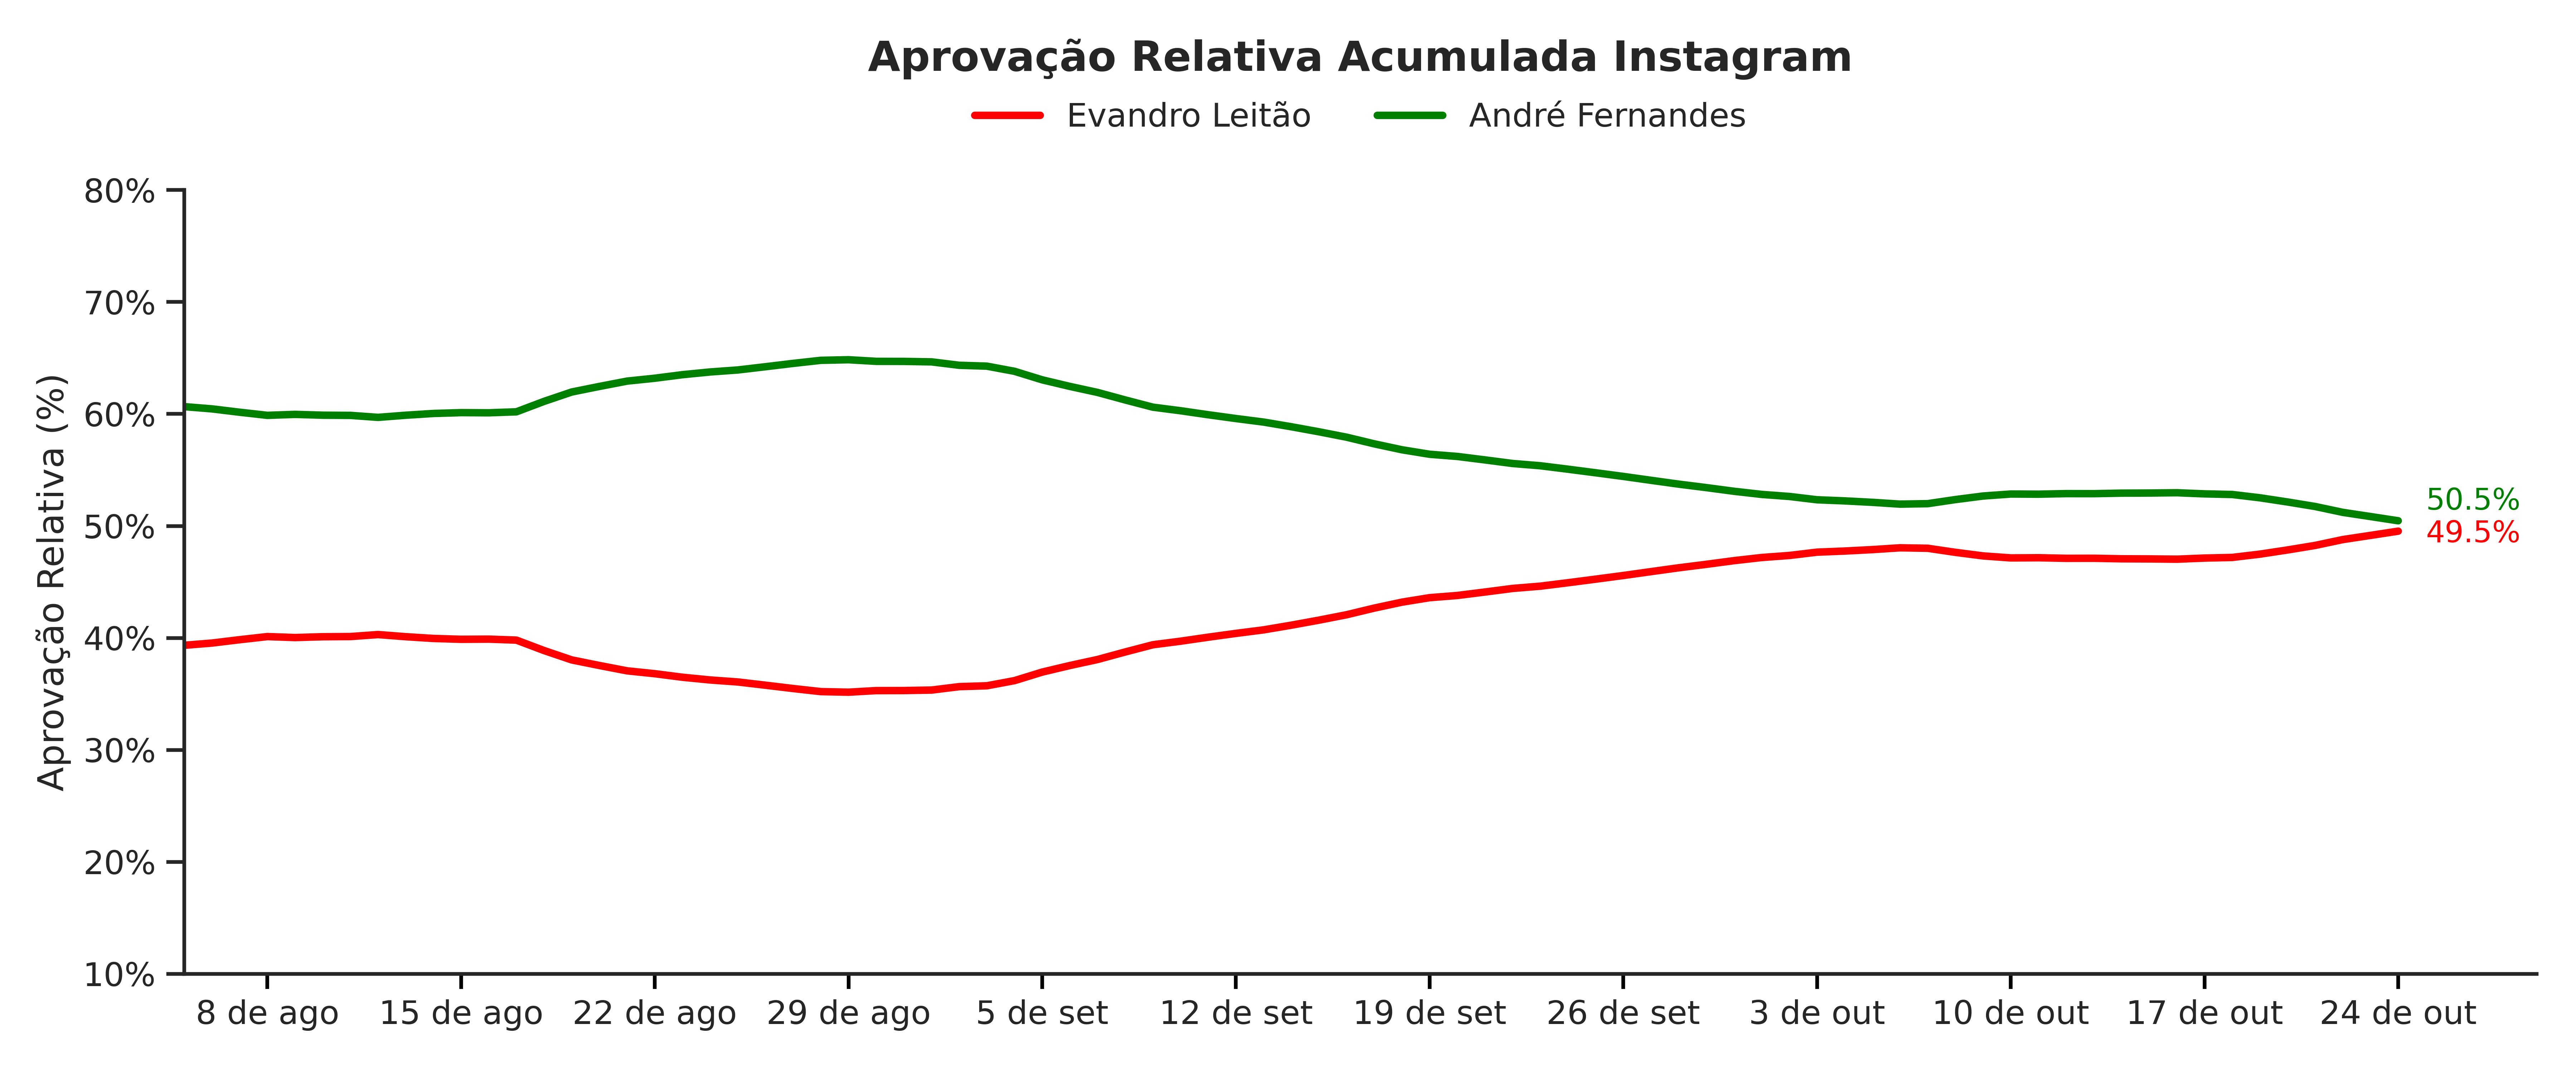 Aprovação Relativa Acumulada Instagram
Evandro Leitão André Fernandes
Aprovação Relativa (%)
80%
70%
60%
50%
40%
30%
20%
10%
50.5%
49.5%
8 de ago 15 de ago 22 de ago 29 de ago 5 de set 12 de set 19 de set 26 de set 3 de out 10 de out 17 de out 24 de out